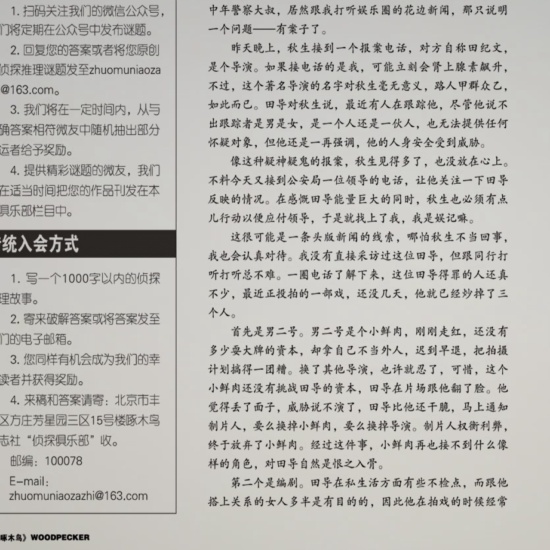 1. 扫码关注我们的微信公众号，
们将定期在公众号中发布谜题。
2. 回复您的答案或者将您原创
侦探推理谜题发至zhuomuniaoza
@163.com。
3. 我们将在一定时间内，从与
确答案相符微友中随机抽出部分
运者给予奖励。
4. 提供精彩谜题的微友，我们
在适当时间把您的作品刊发在本
俱乐部栏目中。
统入会方式
1. 写一个1000字以内的侦探
理故事。
2. 寄来破解答案或将答案发至
们的电子邮箱。
3. 您同样有机会成为我们的幸
读者并获得奖励。
4. 来稿和答案请寄：北京市丰
区方庄芳星园三区15号楼啄木鸟
志社“侦探俱乐部”收。
邮编：100078
E-mail：
zhuomuniaozazhi@163.com
啄木鸟》WOODPECKER
中年警察大叔，居然跟我打听娱乐圈的花边新闻，那只说明
一个问题——有案子了。
昨天晚上，秋生接到一个报案电话，对方自称田纪文，
是个导演。如果接电话的是我，可能立刻会肾上腺素飙升，
不过，这个著名导演的名字对秋生毫无意义，路人甲群众乙，
如此而已。田导对秋生说，最近有人在跟踪他，尽管他说不
出跟踪者是男是女，是一个人还是一伙人，也无法提供任何
怀疑对象，但他还是一再强调，他的人身安全受到威胁。
像这种疑神疑鬼的报案，秋生见得多了，也没放在心上。
不料今天又接到公安局一位领导的电话，让他关注一下田导
反映的情况。在感慨田导能量巨大的同时，秋生也必须有点
儿行动以便应付领导，于是就找上了我，我是娱记嘛。
这很可能是一条头版新闻的线索，哪怕秋生不当回事，
我也会认真对待。我没有直接采访过这位田导，但跟同行打
听打听总不难。一圈电话了解下来，这位田导得罪的人还真
不少，最近正投拍的一部戏，还没几天，他就已经炒掉了三
个人。
首先是男二号。男二号是个小鲜肉，刚刚走红，还没有
多少耍大牌的资本，却拿自己不当外人，迟到早退，把拍摄
计划搞得一团糟。换了其他导演，也许就忍了，可惜，这个
小鲜肉还没有挑战田导的资本，田导在片场跟他翻了脸。他
觉得丢了面子，威胁说不演了，田导比他还干脆，马上通知
制片人，要么换掉小鲜肉，要么换掉导演。制片人权衡利弊，
终于放弃了小鲜肉。经过这件事，小鲜肉再也接不到什么像
样的角色，对田导自然是恨之入骨。
第二个是编剧。田导在私生活方面有些不检点，而跟他
搭上关系的女人多半是有目的的，因此他在拍戏的时候经常